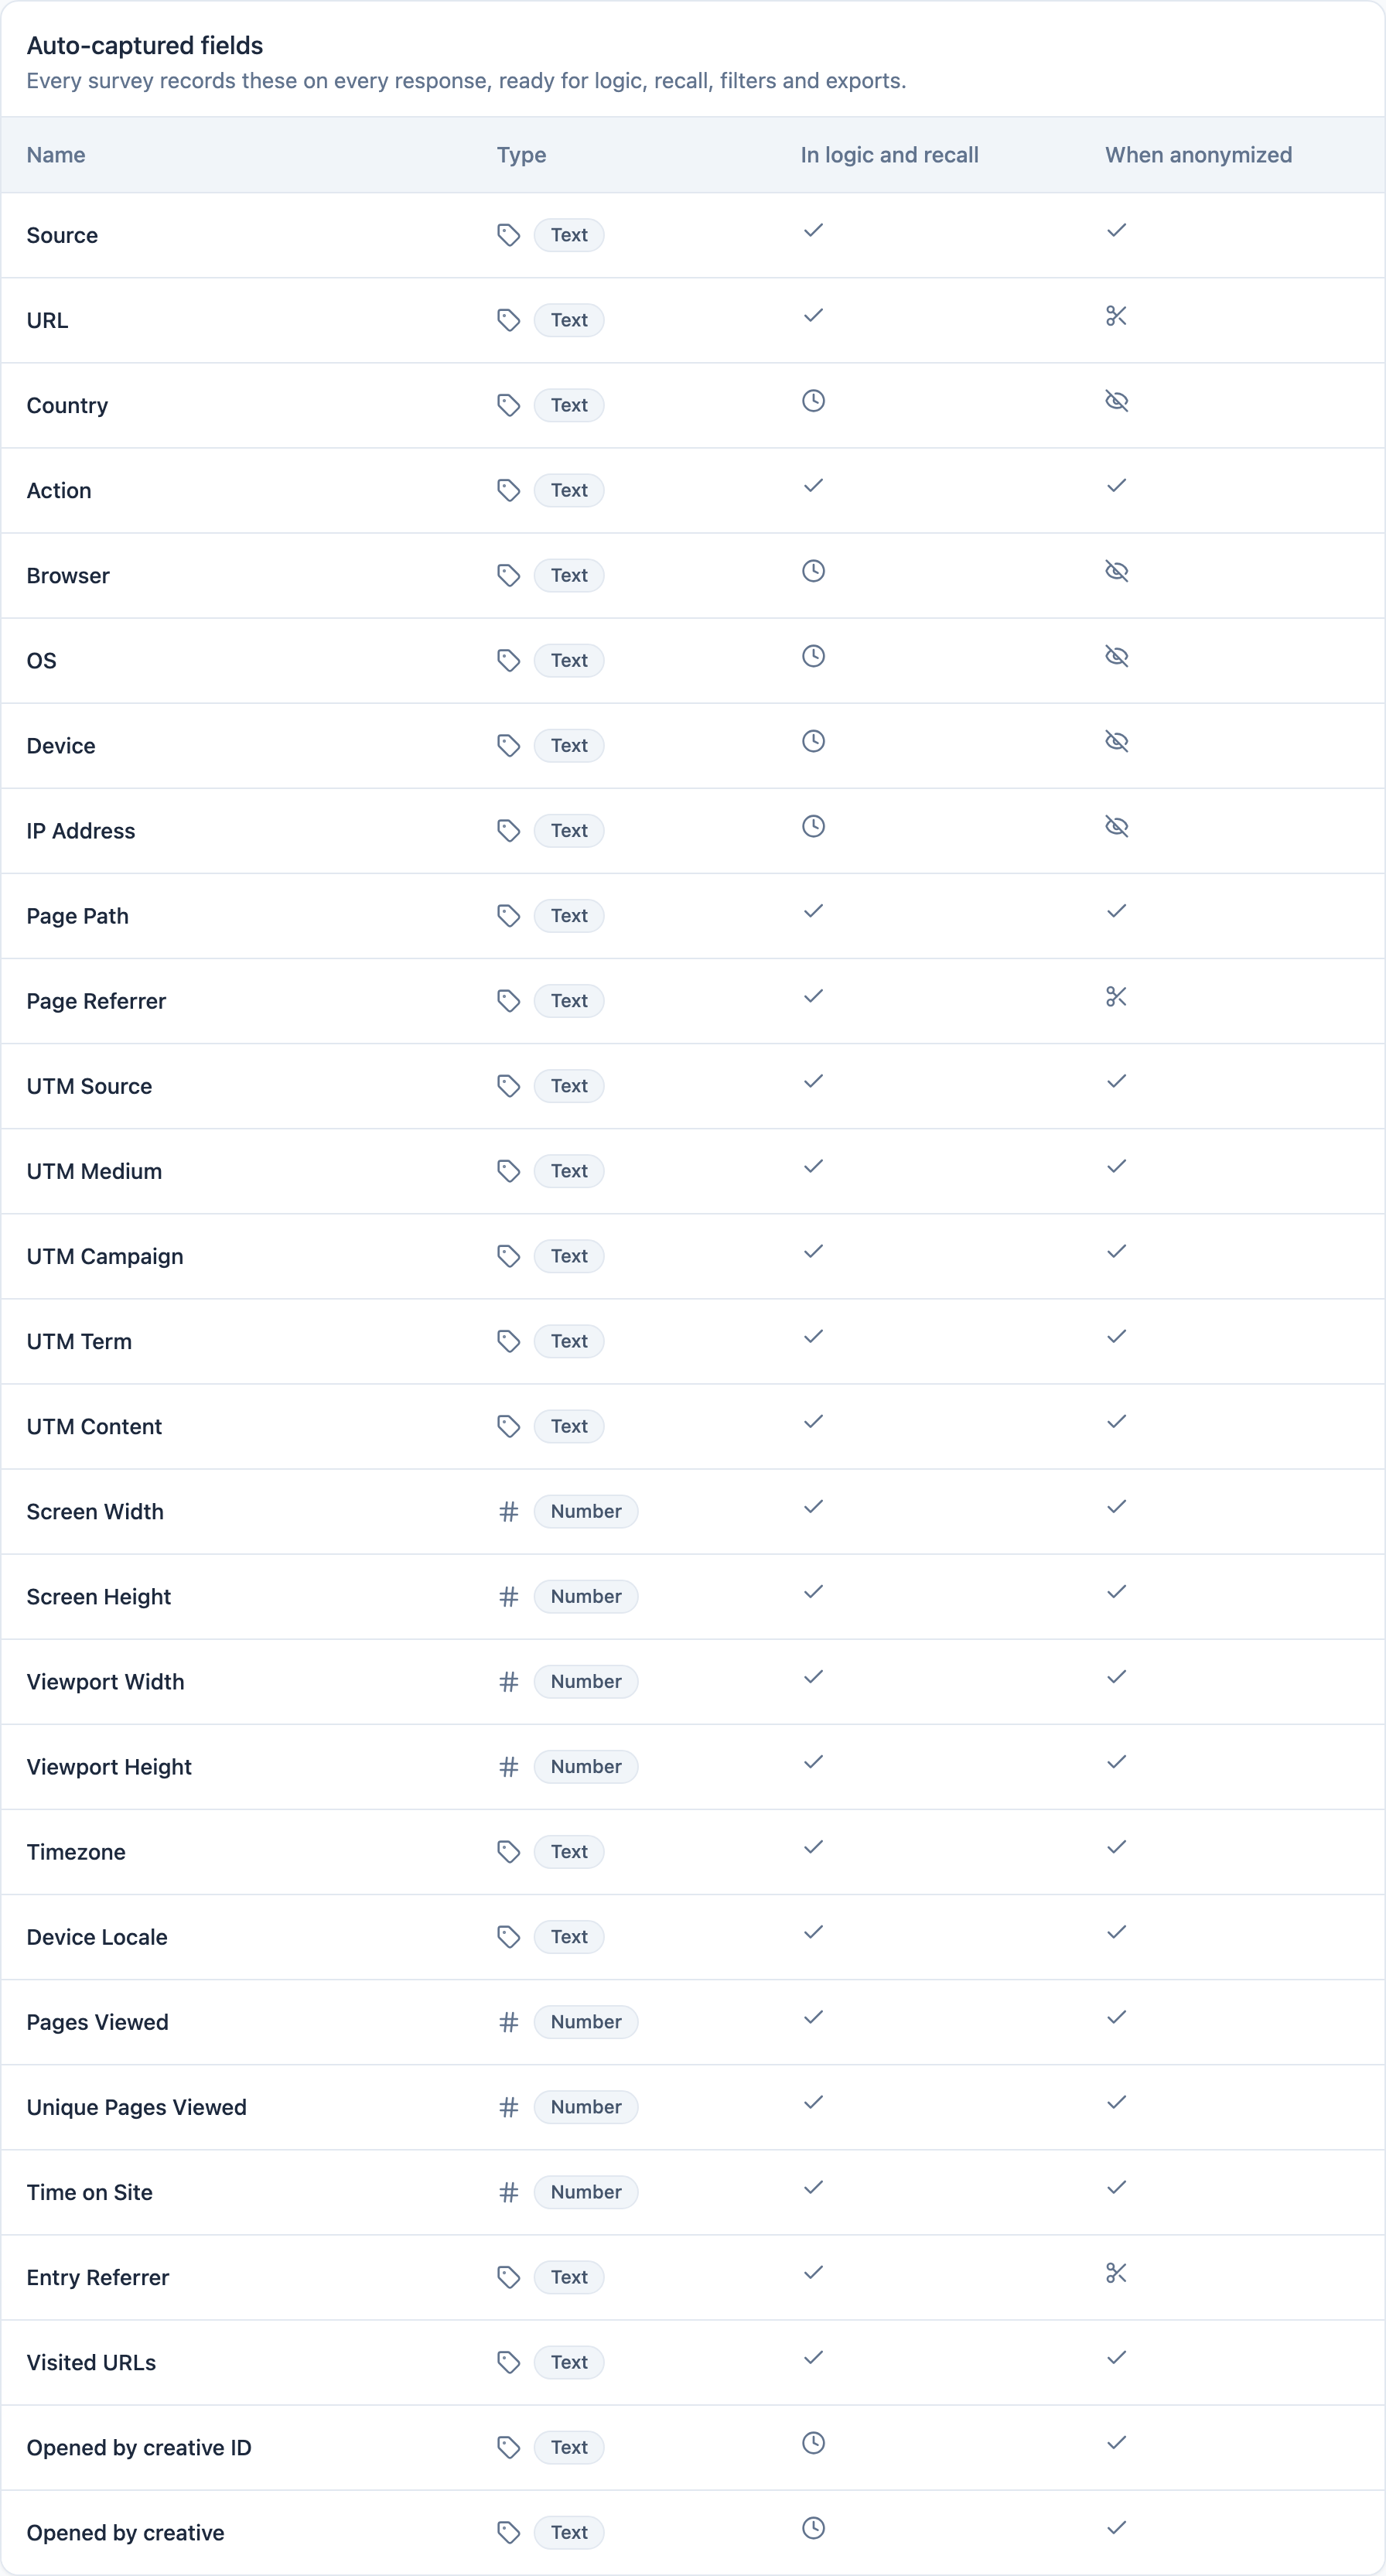 Auto-captured fields
Every survey records these on every response, ready for logic, recall, filters and exports.
Name Type In logic and recall When anonymized
Source Text
URL Text
Country Text
Action Text
Browser Text
OS Text
Device Text
IP Address Text
Page Path Text
Page Referrer Text
UTM Source Text
UTM Medium Text
UTM Campaign Text
UTM Term Text
UTM Content Text
Screen Width Number
Screen Height Number
Viewport Width Number
Viewport Height Number
Timezone Text
Device Locale Text
Pages Viewed Number
Unique Pages Viewed Number
Time on Site Number
Entry Referrer Text
Visited URLs Text
Opened by creative ID Text
Opened by creative Text